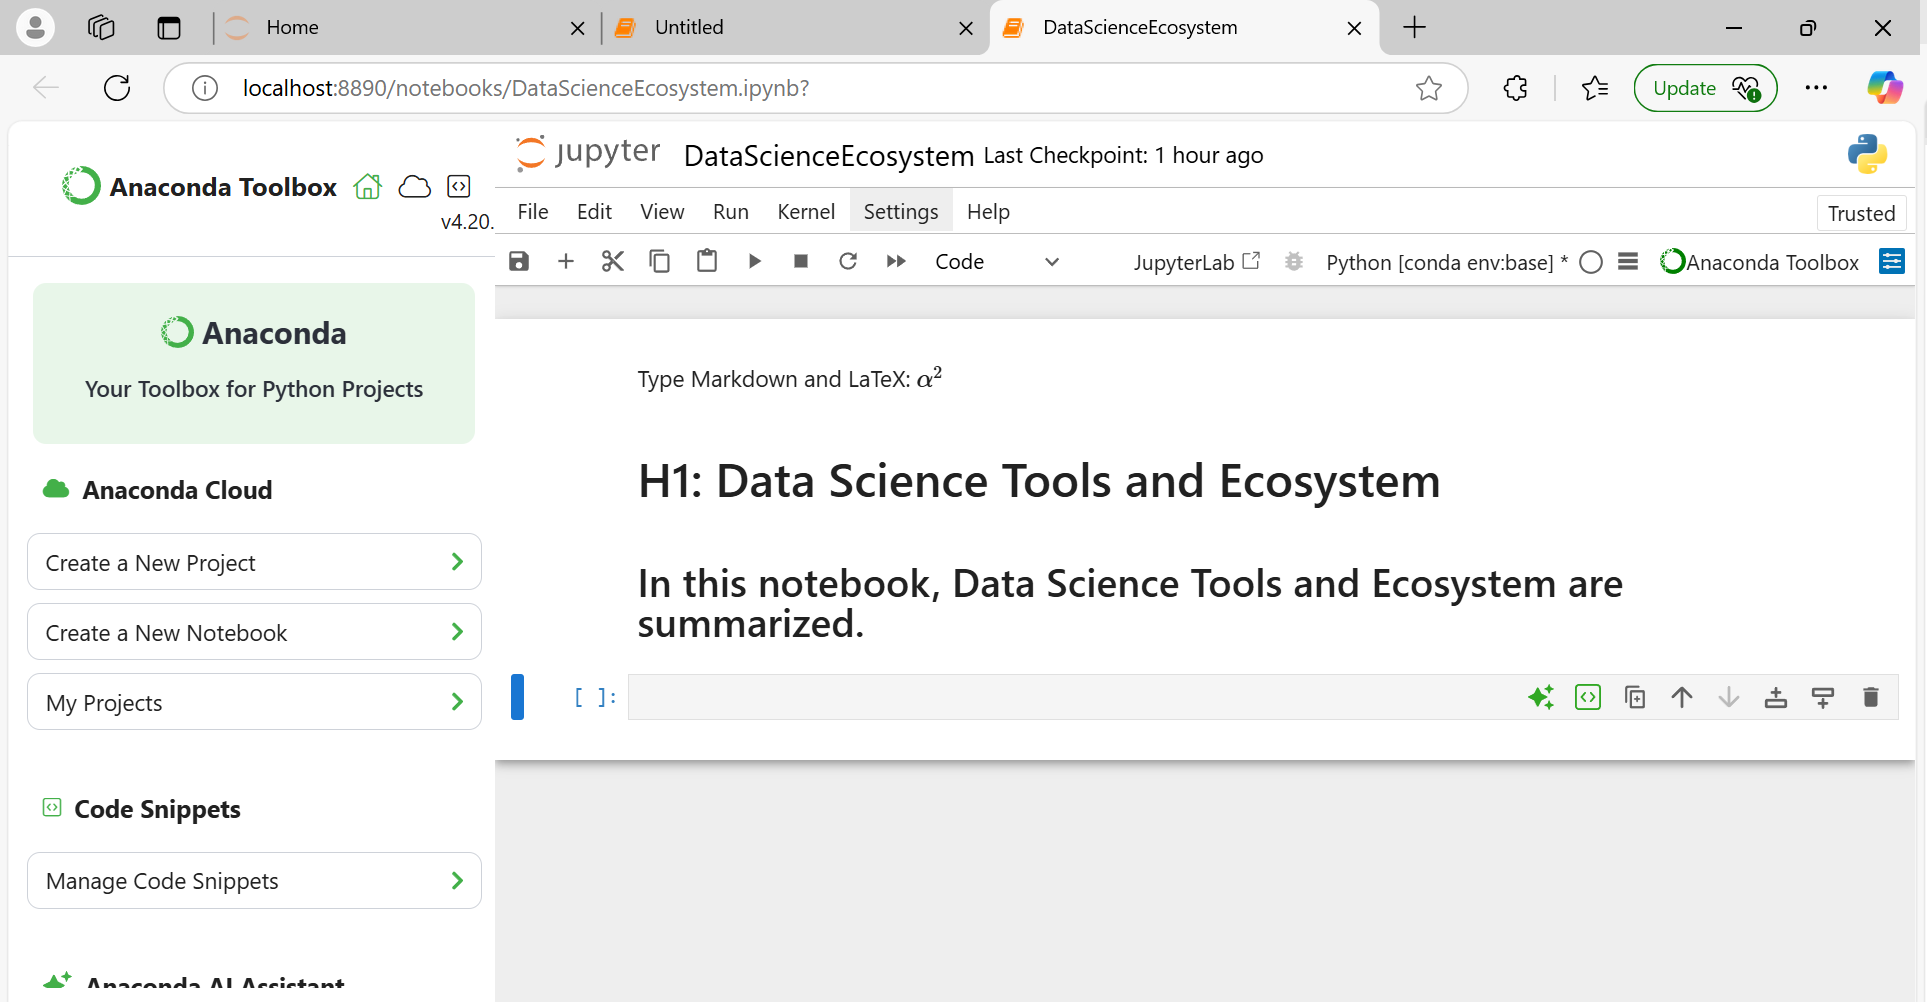 Home
Untitled
DataScienceEcosystem
localhost:8890/notebooks/DataScienceEcosystem.ipynb?
Update
Anaconda Toolbox
v4.20.
jupyter DataScienceEcosystem Last Checkpoint: 1 hour ago
File Edit View Run Kernel Settings Help
Trusted
Code
JupyterLab
Python [conda env:base] *
Anaconda Toolbox
Anaconda
Your Toolbox for Python Projects
Anaconda Cloud
Create a New Project
Create a New Notebook
My Projects
Code Snippets
Manage Code Snippets
Anaconda AI Assistant
Type Markdown and LaTeX: α²
H1: Data Science Tools and Ecosystem
In this notebook, Data Science Tools and Ecosystem are
summarized.
[ ]: